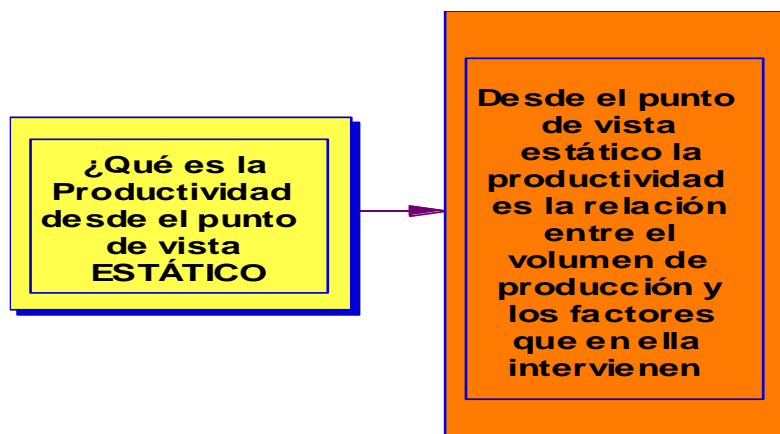 ¿Qué es la
Productividad
desde el punto
de vista
ESTÁTICO
Desde el punto
de vista
estático la
productividad
es la relación
entre el
volumen de
producción y
los factores
que en ella
intervienen